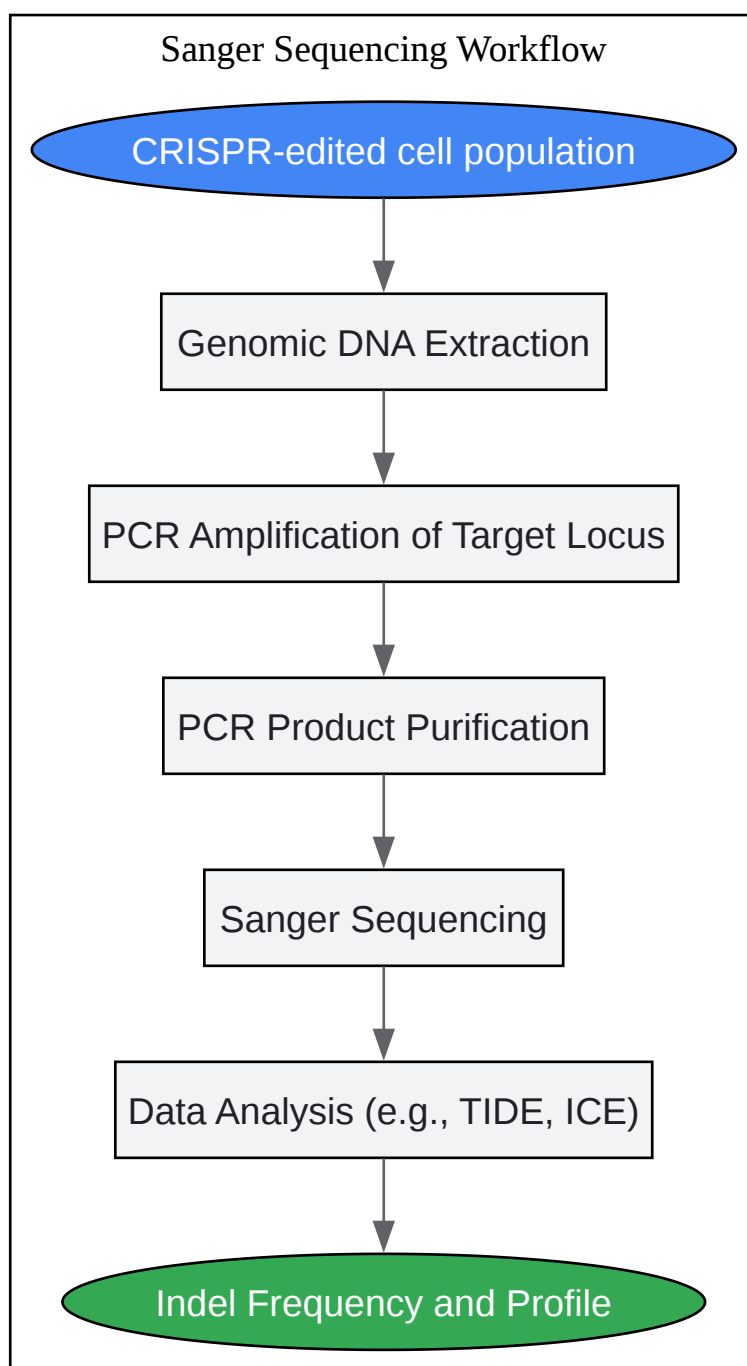 Sanger Sequencing Workflow
CRISPR-edited cell population
Genomic DNA Extraction
PCR Amplification of Target Locus
PCR Product Purification
Sanger Sequencing
Data Analysis (e.g., TIDE, ICE)
Indel Frequency and Profile